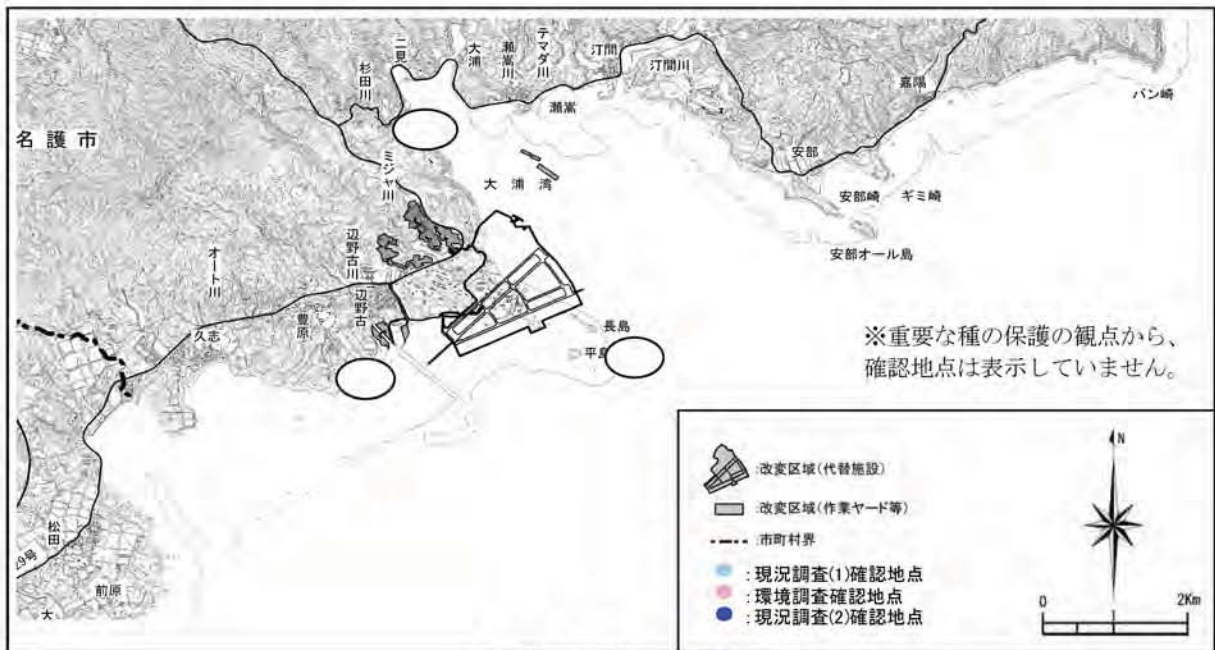 名護市
杉田川
二見
大浦
瀬嵩川
テマダ川
汀間
汀間川
瀬嵩
嘉陽
バン崎
安部
安部崎
ギミ崎
安部オール島
ミジャ川
大浦湾
辺野古川
辺野古
オート川
豊原
久志
長島
平島
松田
前原
29号
大
※重要な種の保護の観点から、
確認地点は表示していません。
:改変区域(代替施設)
:改変区域(作業ヤード等)
:市町村界
:現況調査(1)確認地点
:環境調査確認地点
:現況調査(2)確認地点
N
0 2Km